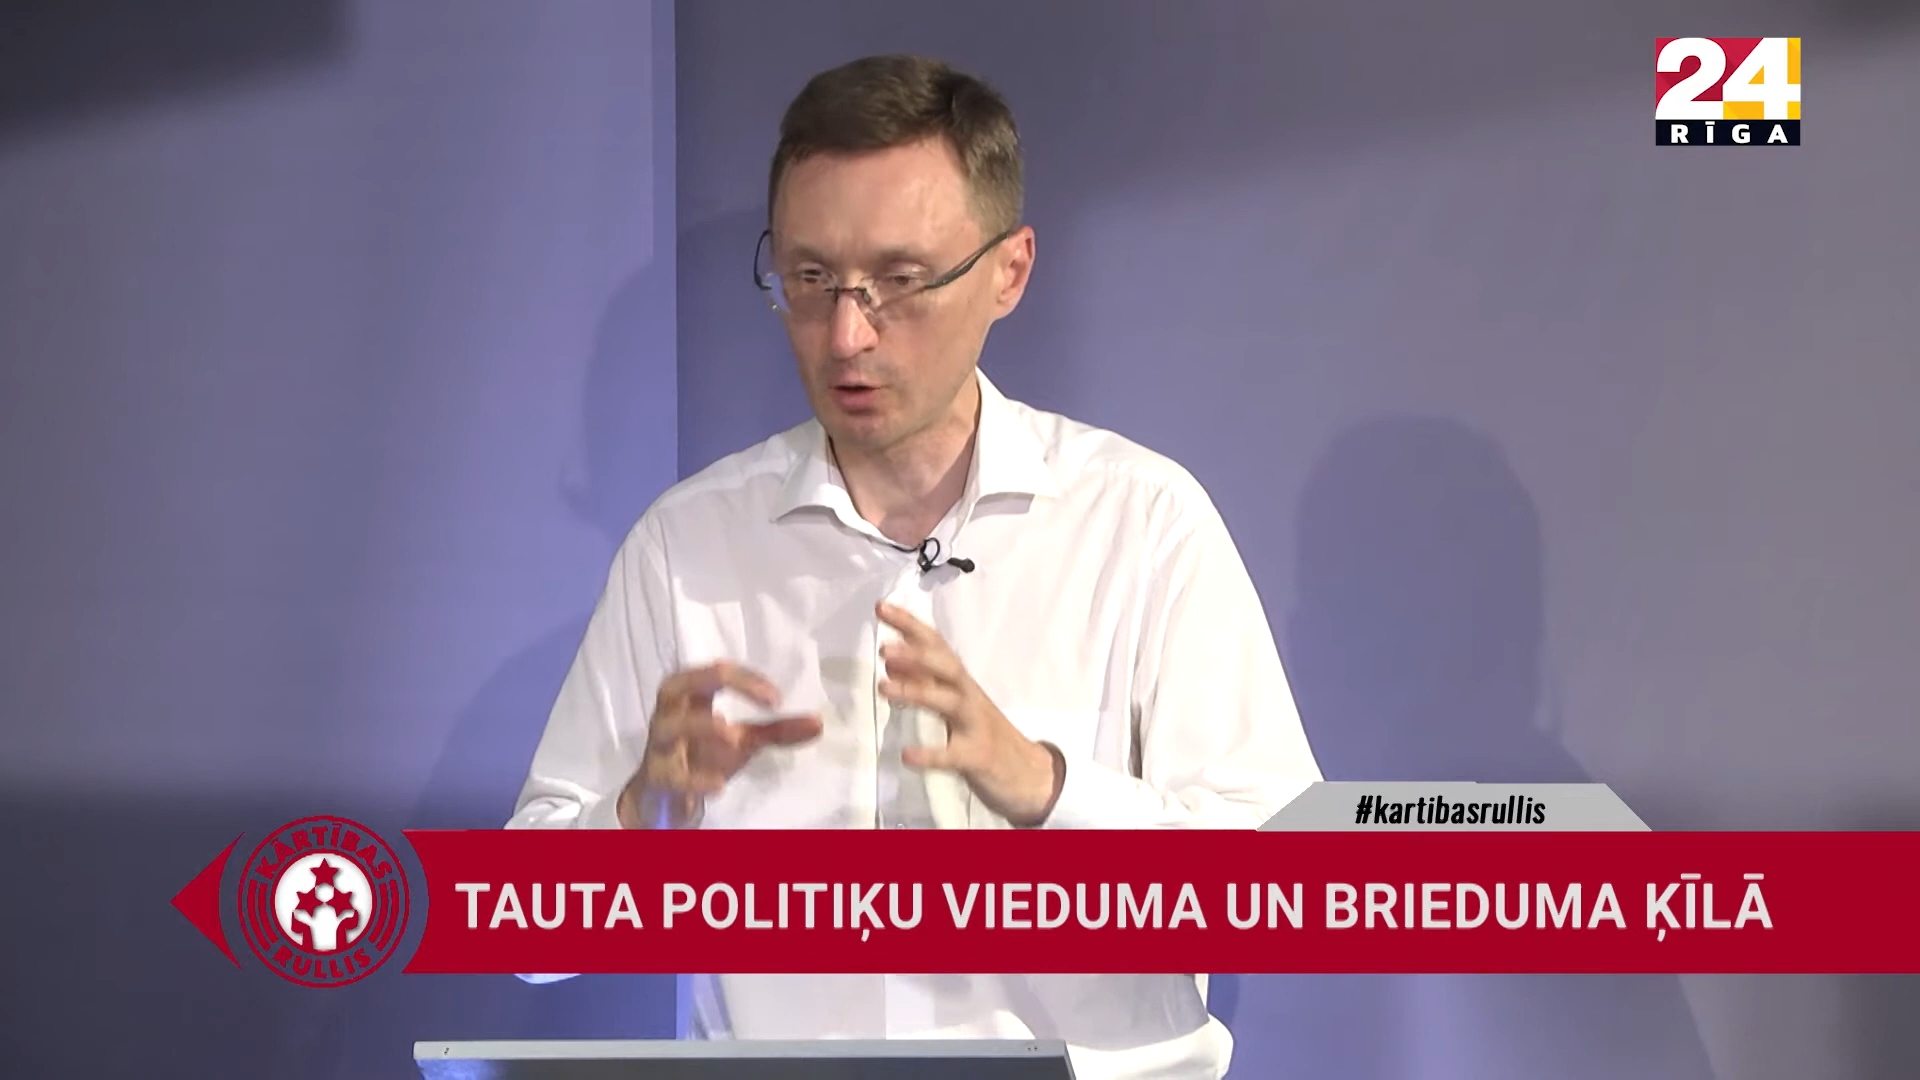 24
RĪGA
#kartibasrullis
KĀRTĪBAS
RULLIS
TAUTA POLITIĶU VIEDUMA UN BRIEDUMA ĶĪLĀ